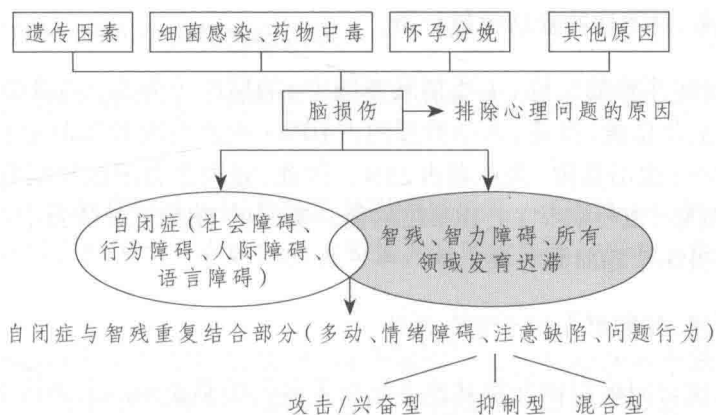 遗传因素 细菌感染、药物中毒 怀孕分娩 其他原因
脑损伤 排除心理问题的原因
自闭症(社会障碍、
行为障碍、人际障碍、
语言障碍)
智残、智力障碍、所有
领域发育迟滞
自闭症与智残重复结合部分(多动、情绪障碍、注意缺陷、问题行为)
攻击/兴奋型 抑制型 混合型